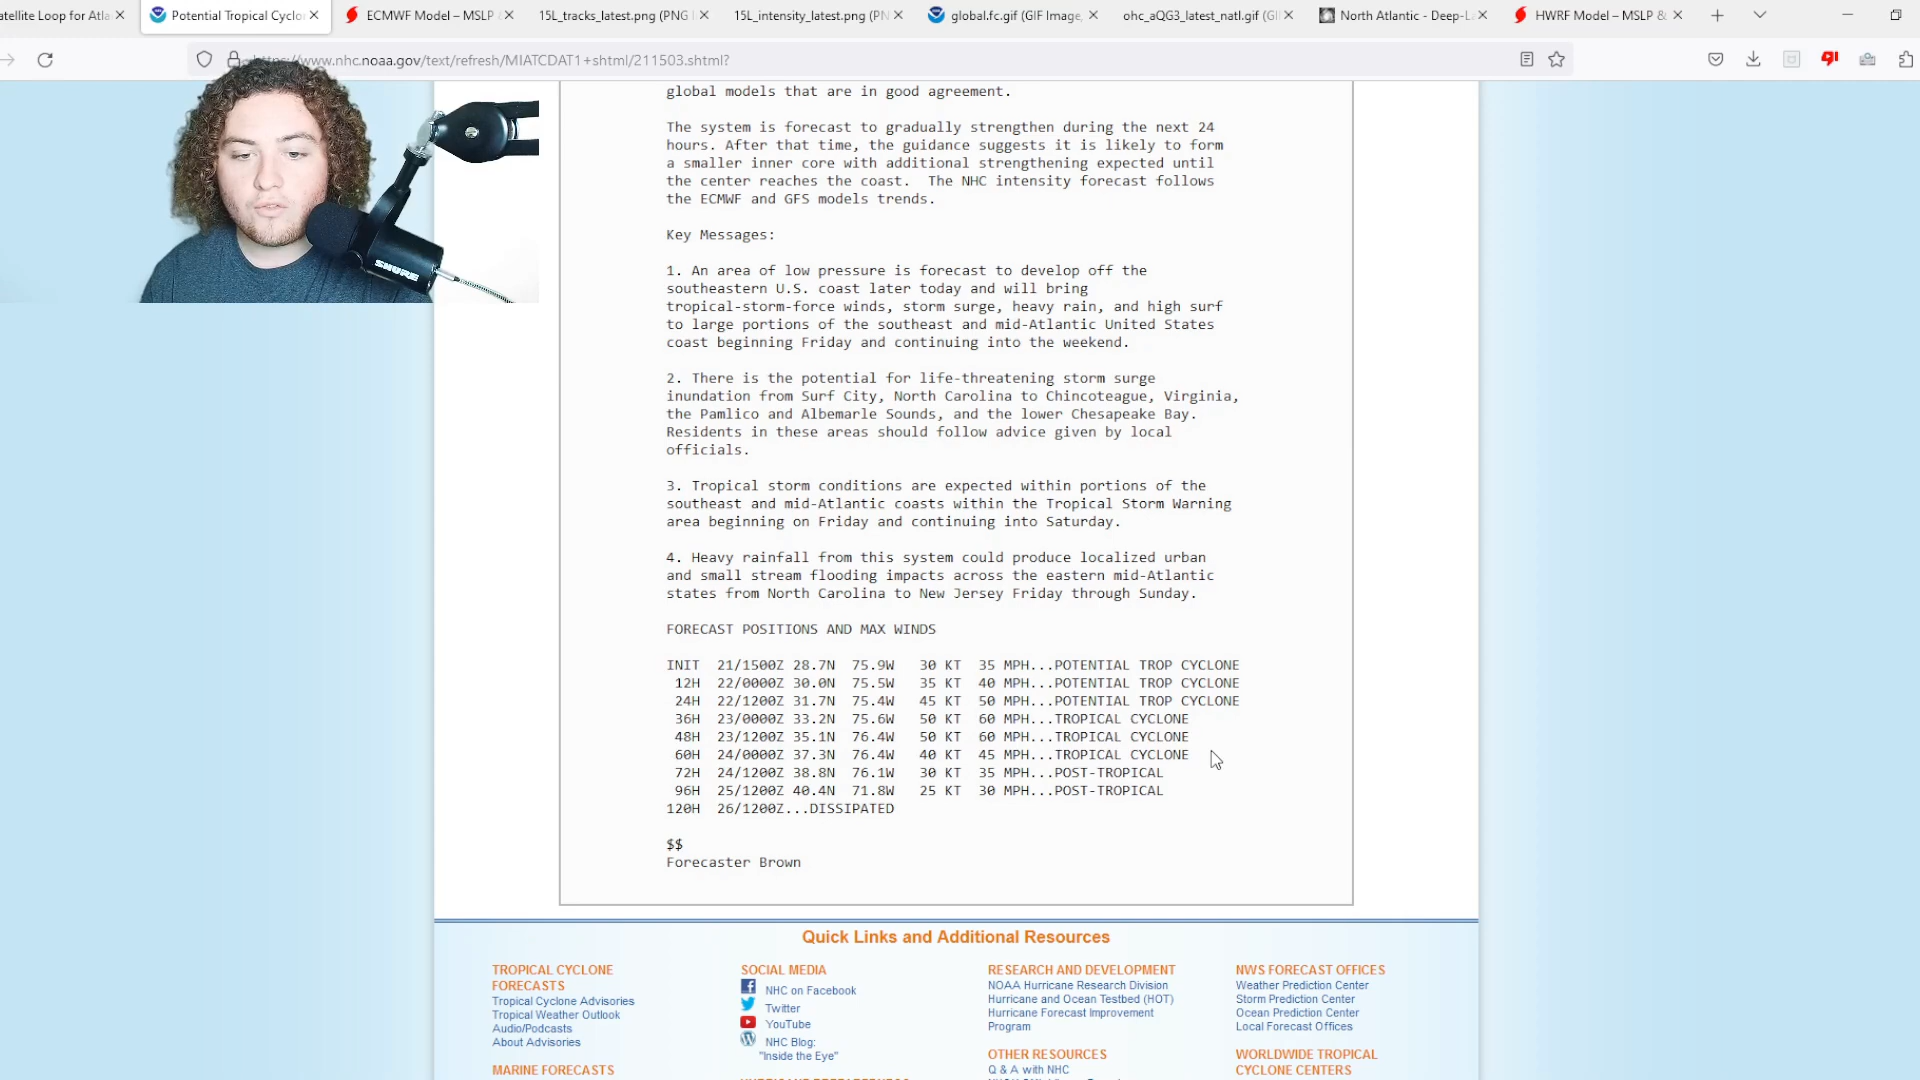 atellite Loop for Atla
Potential Tropical Cyclo
ECMWF Model – MSLP &
15L_tracks_latest.png (PNG I
15L_intensity_latest.png (PN
global.fc.gif (GIF Image,
ohc_aQG3_latest_natl.gif (GI
North Atlantic - Deep-La
HWRF Model – MSLP &
https://www.nhc.noaa.gov/text/refresh/MIATCDAT1+shtml/211503.shtml?
global models that are in good agreement.
The system is forecast to gradually strengthen during the next 24
hours. After that time, the guidance suggests it is likely to form
a smaller inner core with additional strengthening expected until
the center reaches the coast. The NHC intensity forecast follows
the ECMWF and GFS models trends.
Key Messages:
1. An area of low pressure is forecast to develop off the
southeastern U.S. coast later today and will bring
tropical-storm-force winds, storm surge, heavy rain, and high surf
to large portions of the southeast and mid-Atlantic United States
coast beginning Friday and continuing into the weekend.
2. There is the potential for life-threatening storm surge
inundation from Surf City, North Carolina to Chincoteague, Virginia,
the Pamlico and Albemarle Sounds, and the lower Chesapeake Bay.
Residents in these areas should follow advice given by local
officials.
3. Tropical storm conditions are expected within portions of the
southeast and mid-Atlantic coasts within the Tropical Storm Warning
area beginning on Friday and continuing into Saturday.
4. Heavy rainfall from this system could produce localized urban
and small stream flooding impacts across the eastern mid-Atlantic
states from North Carolina to New Jersey Friday through Sunday.
FORECAST POSITIONS AND MAX WINDS
INIT 21/1500Z 28.7N 75.9W 30 KT 35 MPH...POTENTIAL TROP CYCLONE
12H 22/0000Z 30.0N 75.5W 35 KT 40 MPH...POTENTIAL TROP CYCLONE
24H 22/1200Z 31.7N 75.4W 45 KT 50 MPH...POTENTIAL TROP CYCLONE
36H 23/0000Z 33.2N 75.6W 50 KT 60 MPH...TROPICAL CYCLONE
48H 23/1200Z 35.1N 76.4W 50 KT 60 MPH...TROPICAL CYCLONE
60H 24/0000Z 37.3N 76.4W 40 KT 45 MPH...TROPICAL CYCLONE
72H 24/1200Z 38.8N 76.1W 30 KT 35 MPH...POST-TROPICAL
96H 25/1200Z 40.4N 71.8W 25 KT 30 MPH...POST-TROPICAL
120H 26/1200Z...DISSIPATED
$$
Forecaster Brown
SHURE
Quick Links and Additional Resources
TROPICAL CYCLONE
FORECASTS
Tropical Cyclone Advisories
Tropical Weather Outlook
Audio/Podcasts
About Advisories
MARINE FORECASTS
SOCIAL MEDIA
NHC on Facebook
Twitter
YouTube
NHC Blog:
"Inside the Eye"
RESEARCH AND DEVELOPMENT
NOAA Hurricane Research Division
Hurricane and Ocean Testbed (HOT)
Hurricane Forecast Improvement
Program
OTHER RESOURCES
Q & A with NHC
NWS FORECAST OFFICES
Weather Prediction Center
Storm Prediction Center
Ocean Prediction Center
Local Forecast Offices
WORLDWIDE TROPICAL
CYCLONE CENTERS